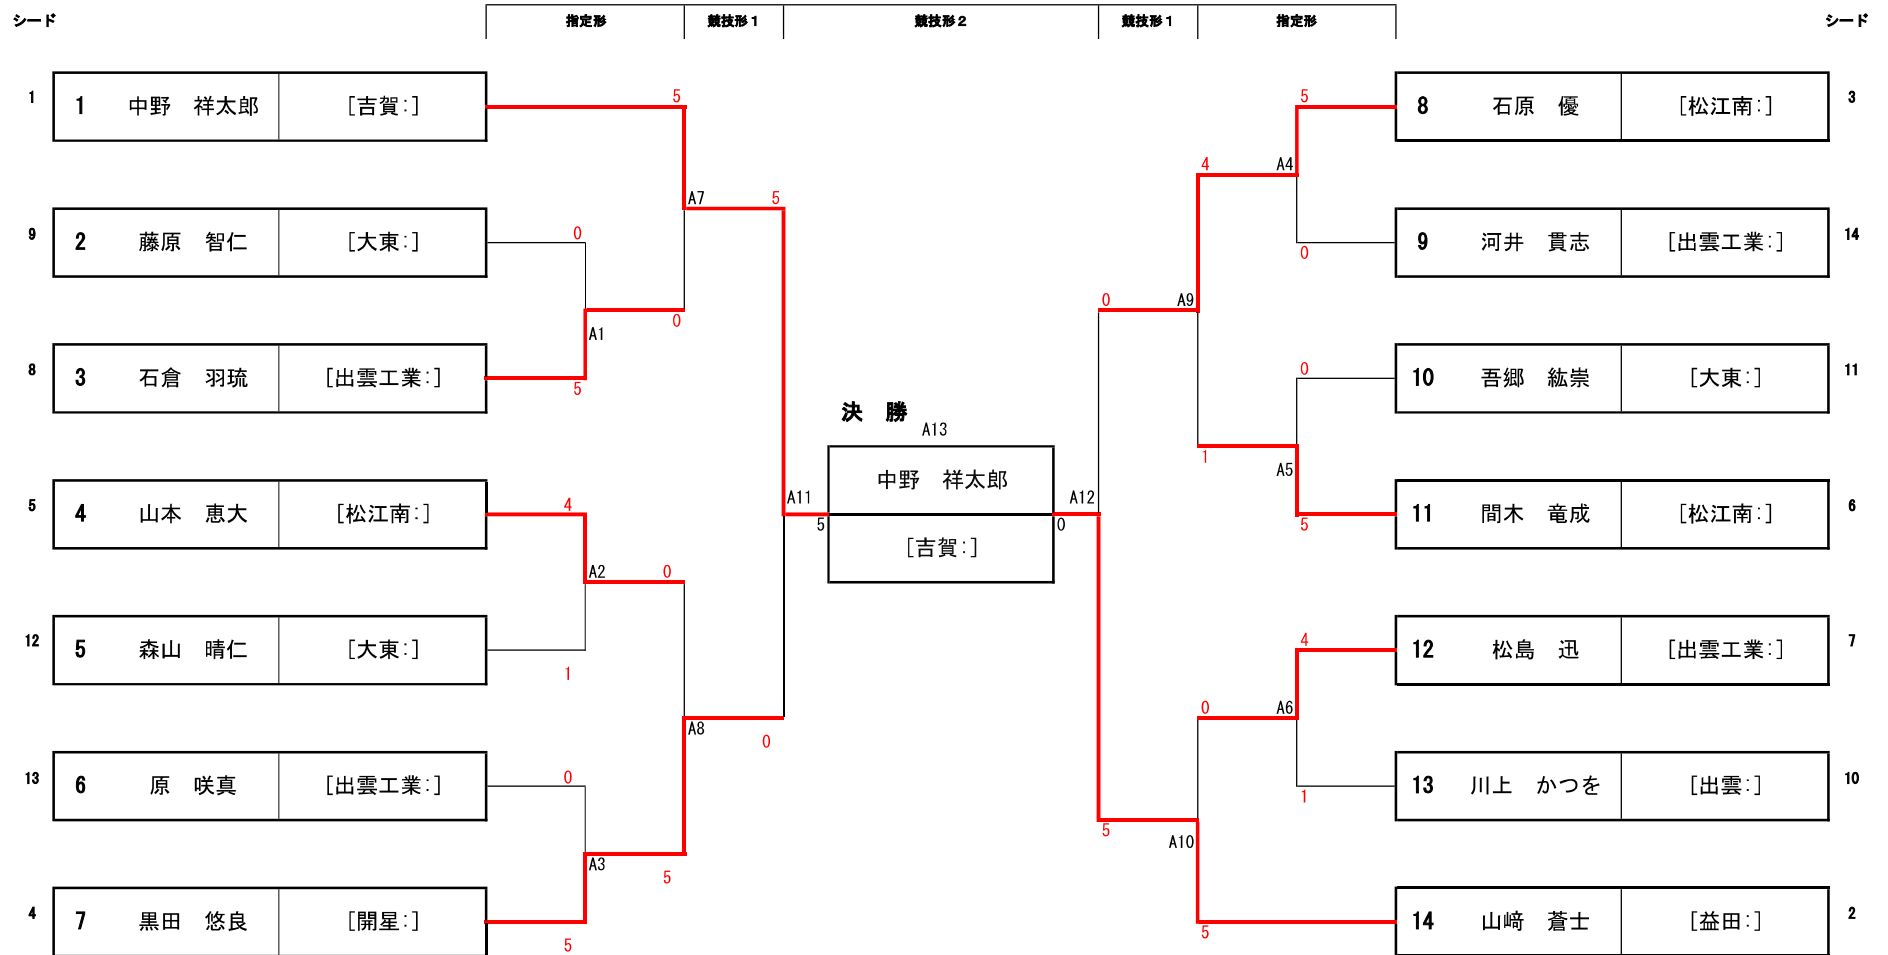 シード 指定形 競技形1 競技形2 競技形1 指定形 シード
1 1 中野 祥太郎 [吉賀:] 5
5 8 石原 優 [松江南:] 3
4 A4
A7 5
9 2 藤原 智仁 [大東:] 0
0 9 河井 貫志 [出雲工業:] 14
A1 0
0 A9
8 3 石倉 羽琉 [出雲工業:] 5
0 10 吾郷 紘崇 [大東:] 11
決 勝
A13
1 A5
5 4 山本 恵大 [松江南:] 4
中野 祥太郎
[吉賀:]
A11 5
0 A12
5 11 間木 竜成 [松江南:] 6
A2 0
12 5 森山 晴仁 [大東:] 1
4 12 松島 迅 [出雲工業:] 7
A8 0
0 A6
13 6 原 咲真 [出雲工業:] 0
1 13 川上 かつを [出雲:] 10
A3 5
5 A10
4 7 黒田 悠良 [開星:] 5
5 14 山﨑 蒼士 [益田:] 2